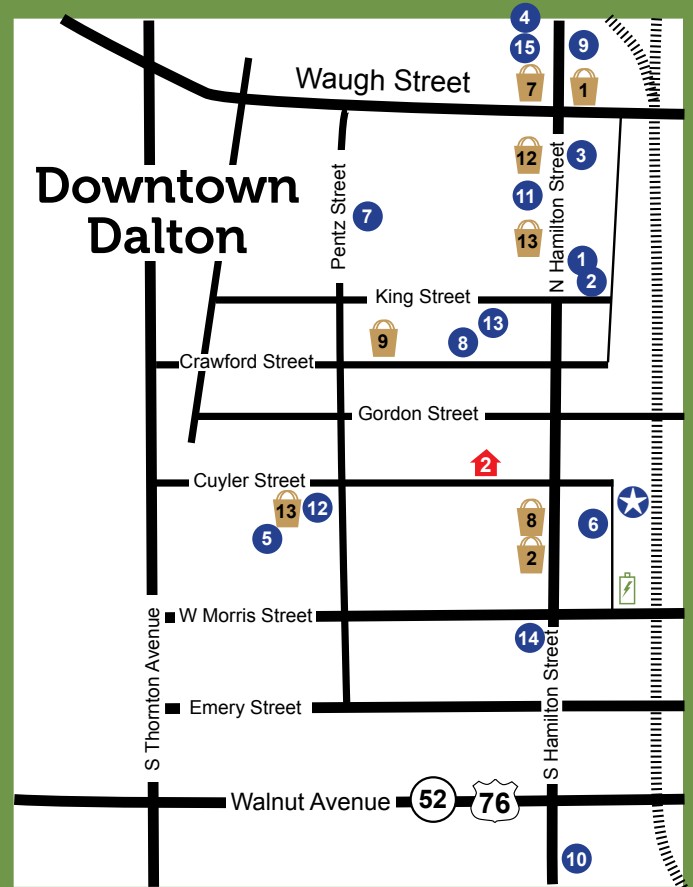 4
15
9
7
1
Waugh Street
12
3
11
13
N Hamilton Street
1
2
Downtown
Dalton
Pentz Street
7
King Street
13
9
8
Crawford Street
Gordon Street
2
Cuyler Street
13
12
5
8
6
2
W Morris Street
14
S Thornton Avenue
S Hamilton Street
Emery Street
Walnut Avenue
52
76
10